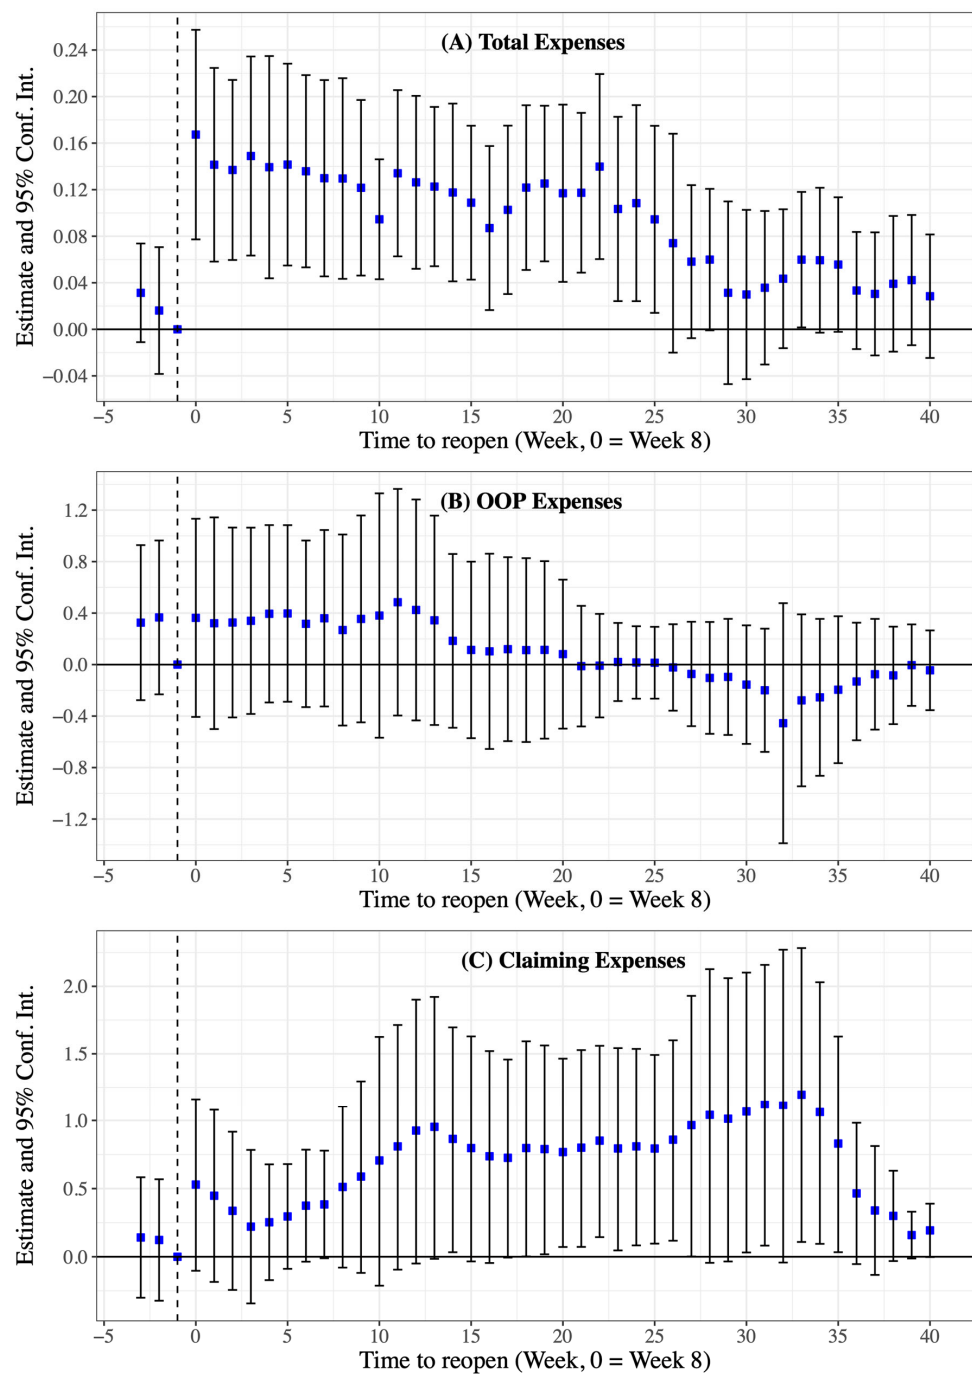 (A) Total Expenses
Estimate and 95% Conf. Int.
0.24
0.20
0.16
0.12
0.08
0.04
0.00
−0.04
−5 0 5 10 15 20 25 30 35 40
Time to reopen (Week, 0 = Week 8)
(B) OOP Expenses
Estimate and 95% Conf. Int.
1.2
0.8
0.4
0.0
−0.4
−0.8
−1.2
−5 0 5 10 15 20 25 30 35 40
Time to reopen (Week, 0 = Week 8)
(C) Claiming Expenses
Estimate and 95% Conf. Int.
2.0
1.5
1.0
0.5
0.0
−5 0 5 10 15 20 25 30 35 40
Time to reopen (Week, 0 = Week 8)